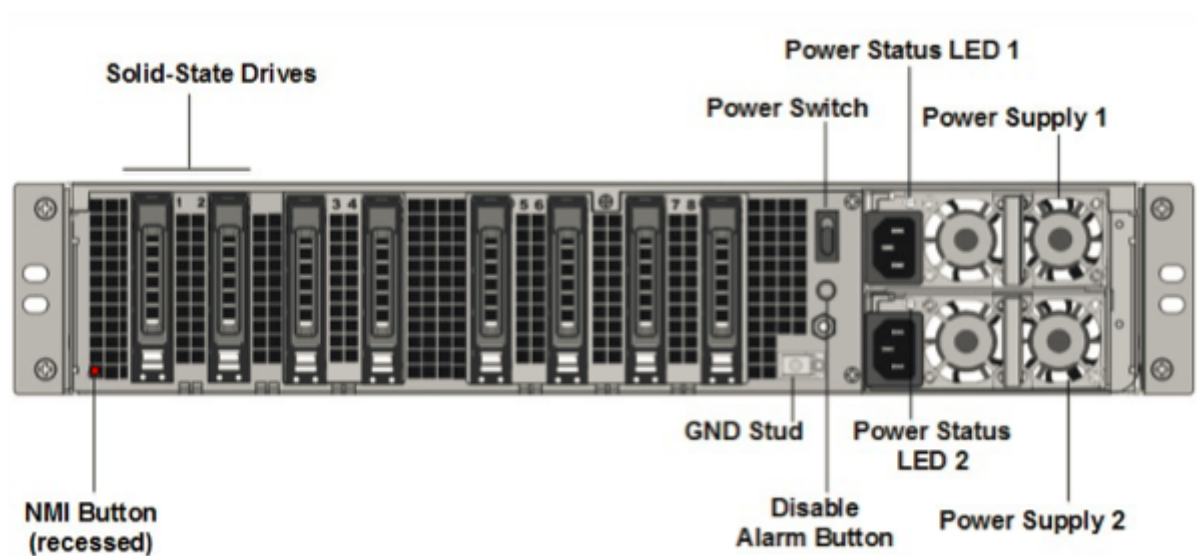 Power Status LED 1
Solid-State Drives
Power Switch
Power Supply 1
1 2 3 4 5 6 7 8
GND Stud
Power Status
LED 2
NMI Button
(recessed)
Disable
Alarm Button
Power Supply 2